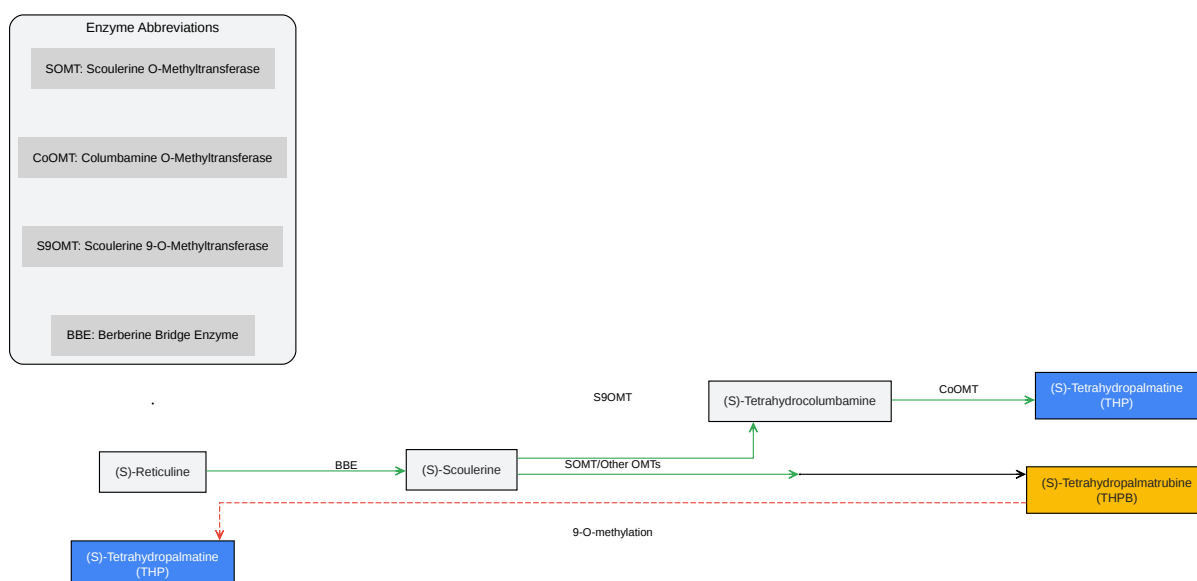 Enzyme Abbreviations
SOMT: Scoulerine O-Methyltransferase
CoOMT: Columbamine O-Methyltransferase
S9OMT: Scoulerine 9-O-Methyltransferase
BBE: Berberine Bridge Enzyme
.
S9OMT
(S)-Tetrahydrocolumbamine
CoOMT
(S)-Tetrahydropalmatine
(THP)
(S)-Reticuline
BBE
(S)-Scoulerine
SOMT/Other OMTs
(S)-Tetrahydropalmatrubine
(THPB)
9-O-methylation
(S)-Tetrahydropalmatine
(THP)